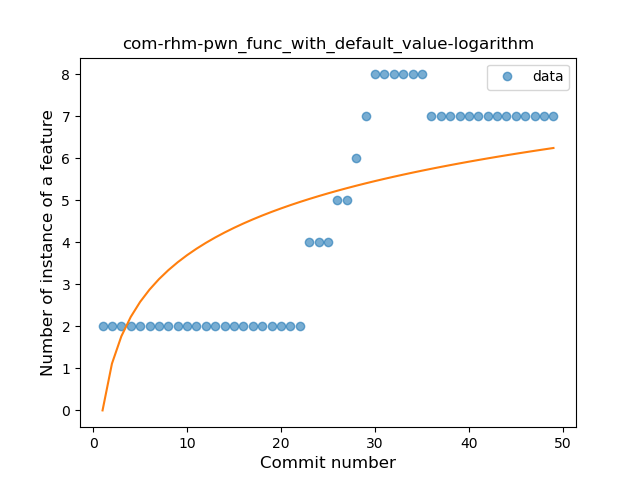 com-rhm-pwn_func_with_default_value-logarithm
data
Number of instance of a feature
8
7
6
5
4
3
2
1
0
0 10 20 30 40 50
Commit number